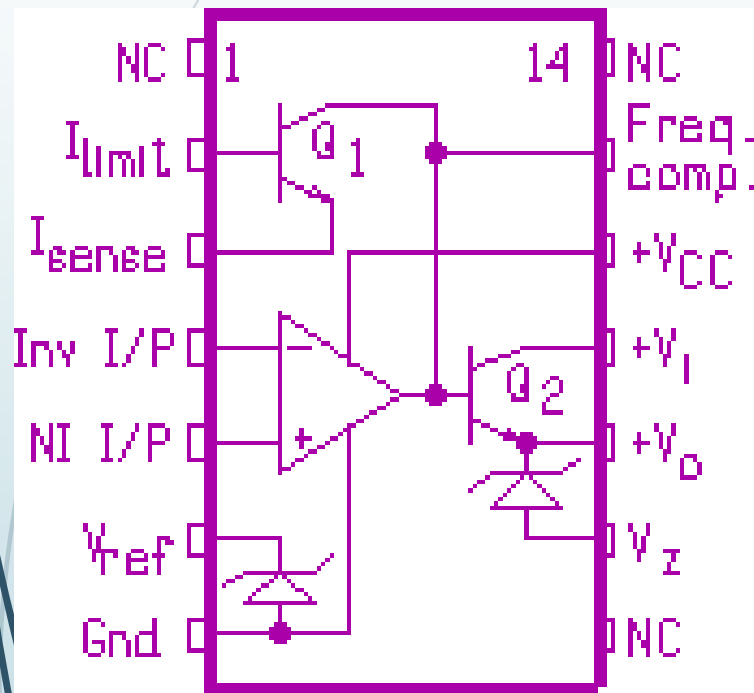 NC 1 14 NC
Ilimit Q1 Freq.
comp.
Isense +VCC
Inv I/P - +VI
Q2
NI I/P + +VO
Vref VZ
Gnd NC